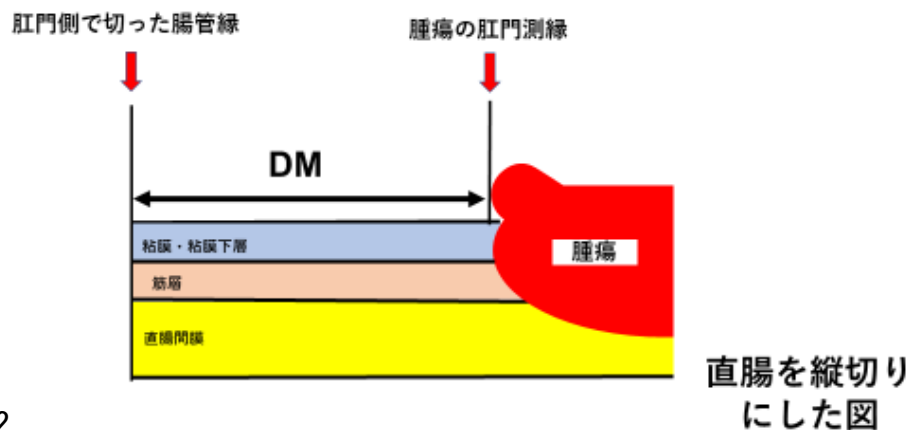 肛門側で切った腸管縁
腫瘍の肛門測縁
DM
粘膜・粘膜下層
腫瘍
筋層
直腸間膜
直腸を縦切り
にした図